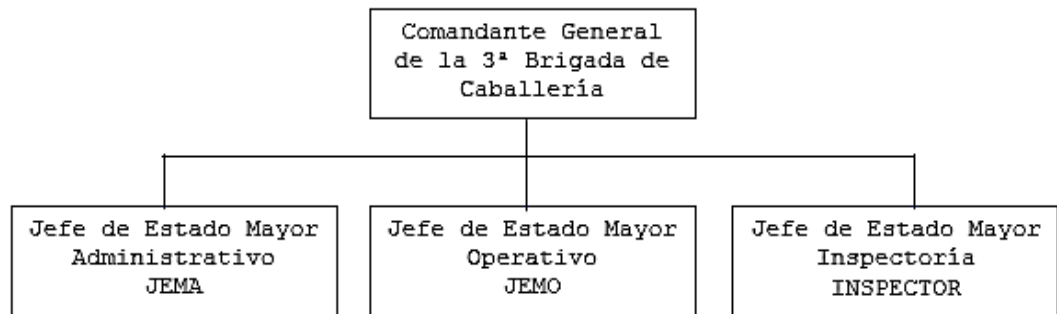 Comandante General
de la 3ª Brigada de
Caballería
Jefe de Estado Mayor
Administrativo
JEMA
Jefe de Estado Mayor
Operativo
JEMO
Jefe de Estado Mayor
Inspectoría
INSPECTOR